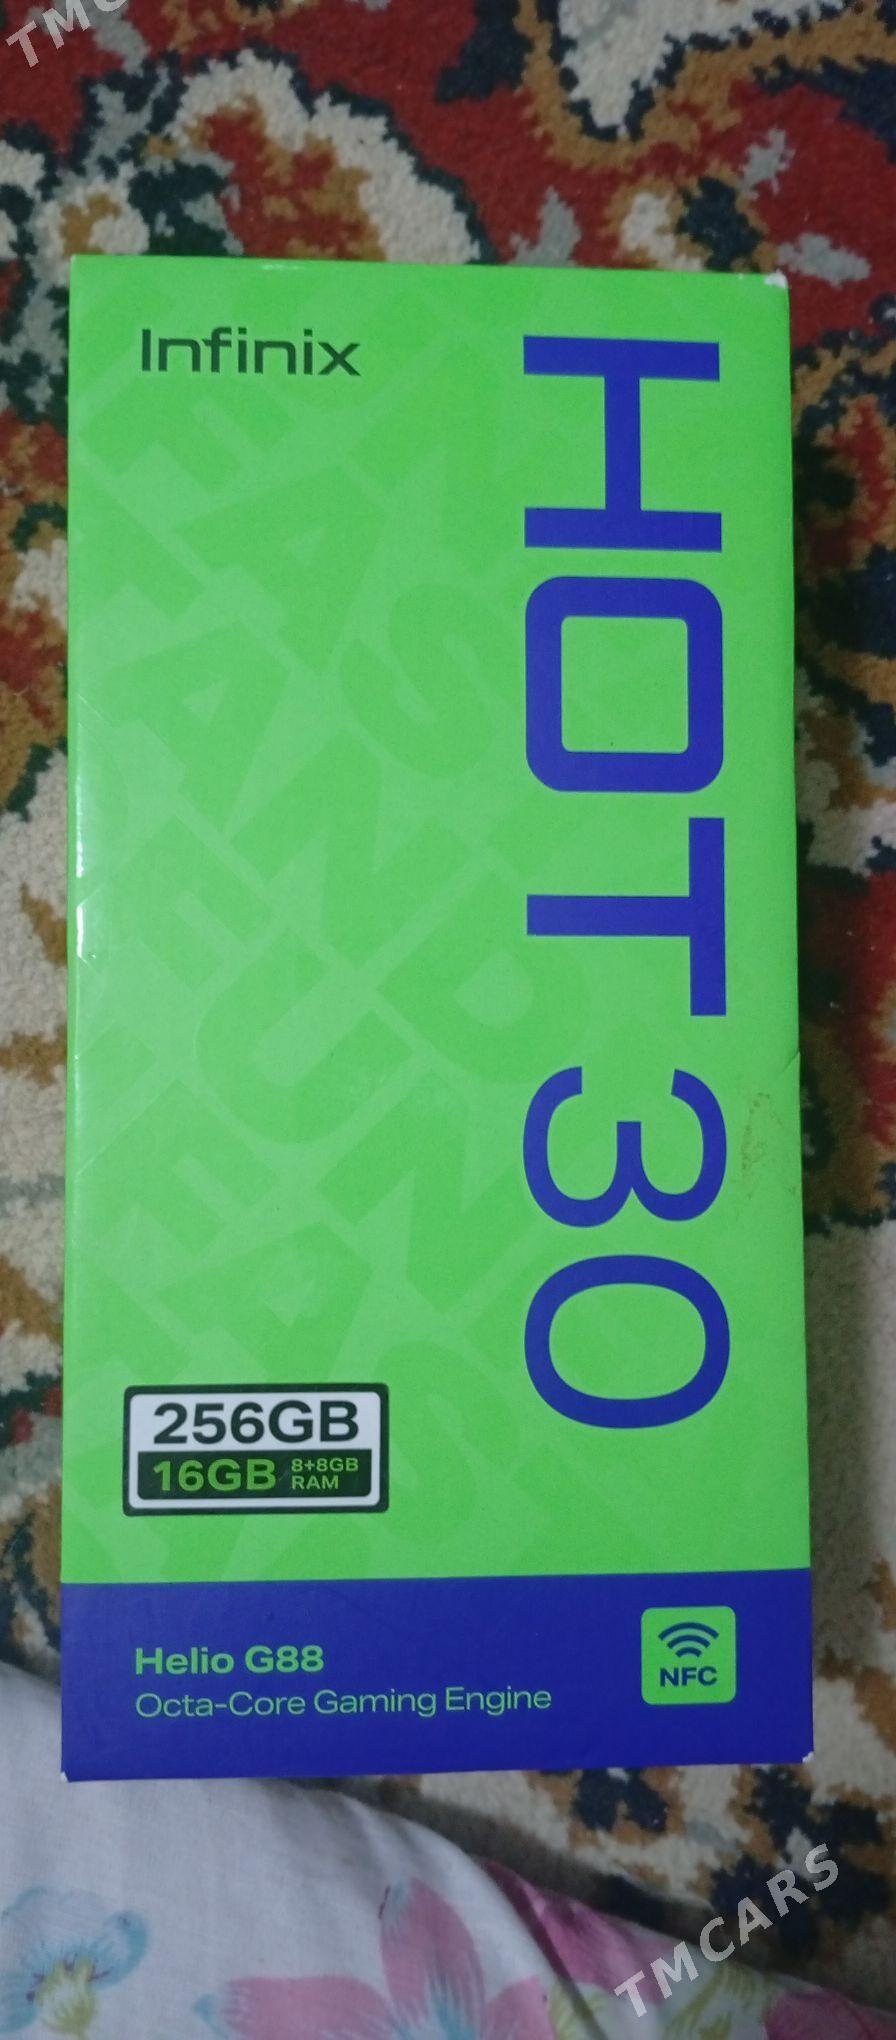 TMC
Infinix
HOT 30
256GB
16GB 8+8GB RAM
Helio G88
Octa-Core Gaming Engine
NFC
TMCARS